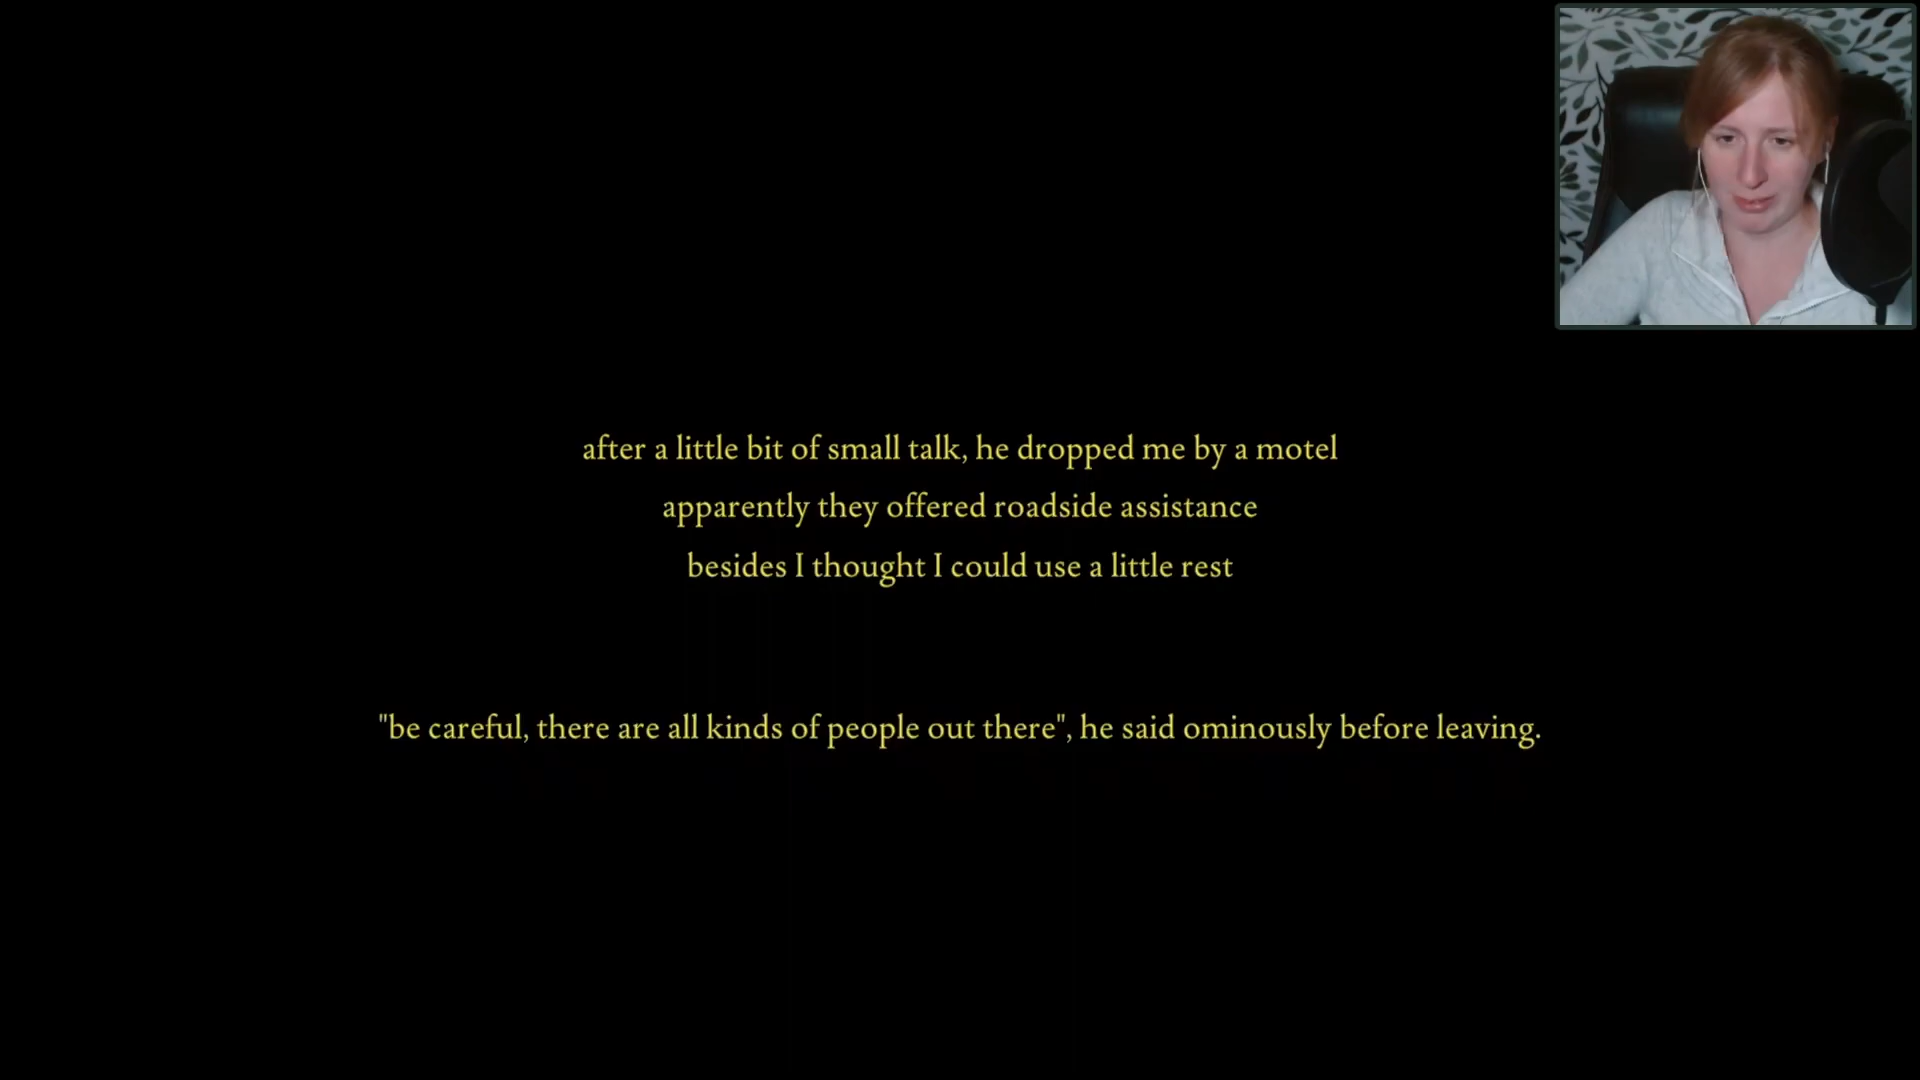 after a little bit of small talk, he dropped me by a motel
apparently they offered roadside assistance
besides I thought I could use a little rest
"be careful, there are all kinds of people out there", he said ominously before leaving.